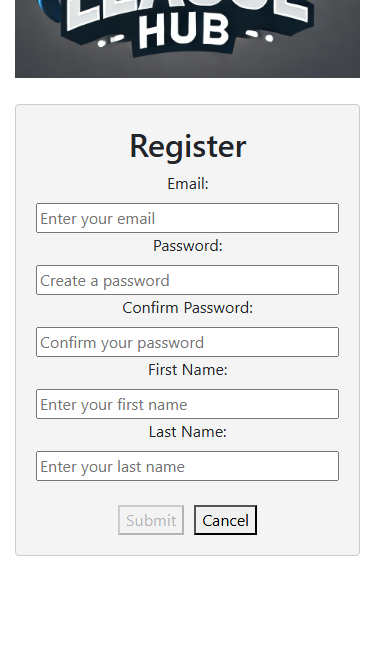 LEAGUE
HUB
Register
Email:
Enter your email
Password:
Create a password
Confirm Password:
Confirm your password
First Name:
Enter your first name
Last Name:
Enter your last name
Submit Cancel